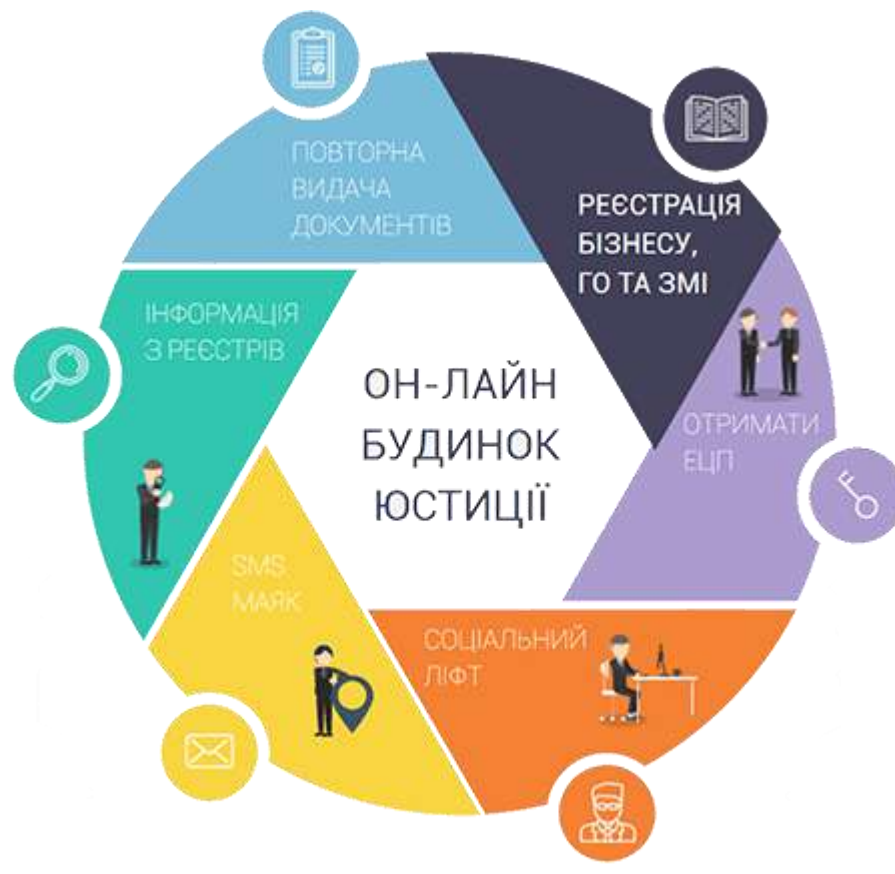 ПОВТОРНА
ВИДАЧА
ДОКУМЕНТІВ
РЕЄСТРАЦІЯ
БІЗНЕСУ,
ГО ТА ЗМІ
ІНФОРМАЦІЯ
З РЕЄСТРІВ
ОН-ЛАЙН
БУДИНОК
ЮСТИЦІЇ
ОТРИМАТИ
ЕЦП
SMS
МАЯК
СОЦІАЛЬНИЙ
ЛІФТ